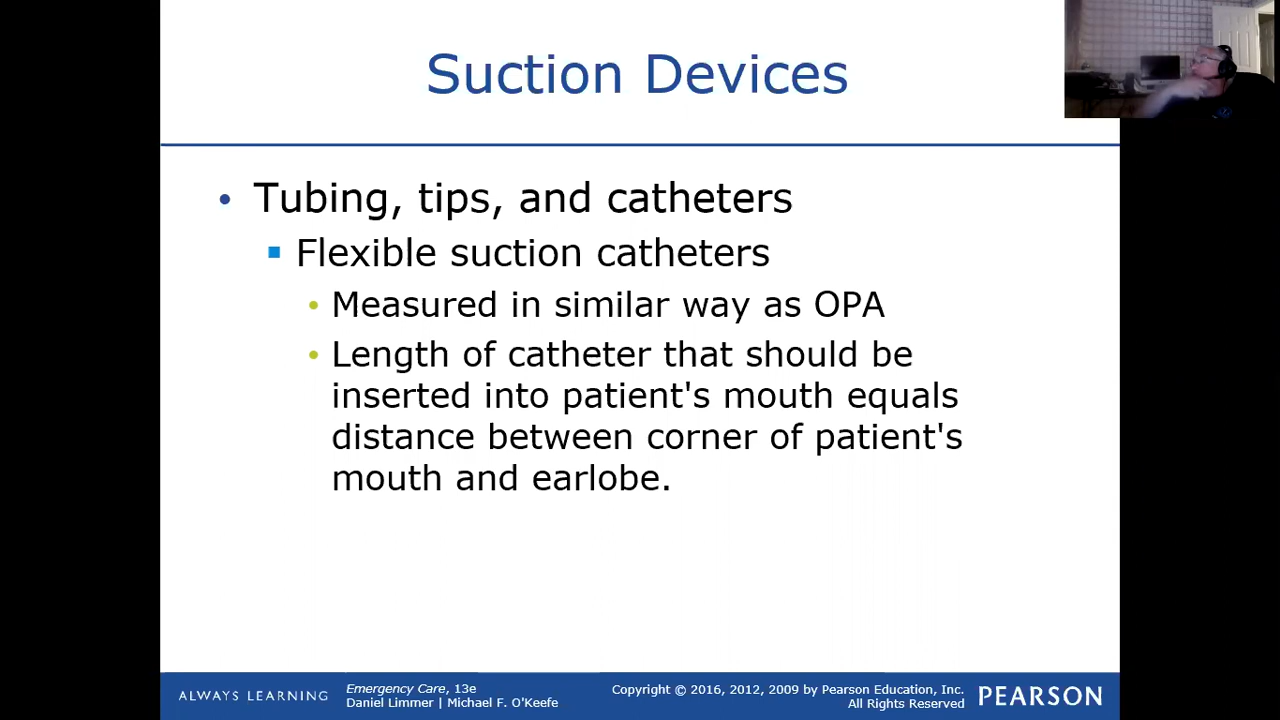 Suction Devices
• Tubing, tips, and catheters
▪ Flexible suction catheters
• Measured in similar way as OPA
• Length of catheter that should be
inserted into patient's mouth equals
distance between corner of patient's
mouth and earlobe.
ALWAYS LEARNING
Emergency Care, 13e
Daniel Limmer | Michael F. O'Keefe
Copyright © 2016, 2012, 2009 by Pearson Education, Inc.
All Rights Reserved
PEARSON